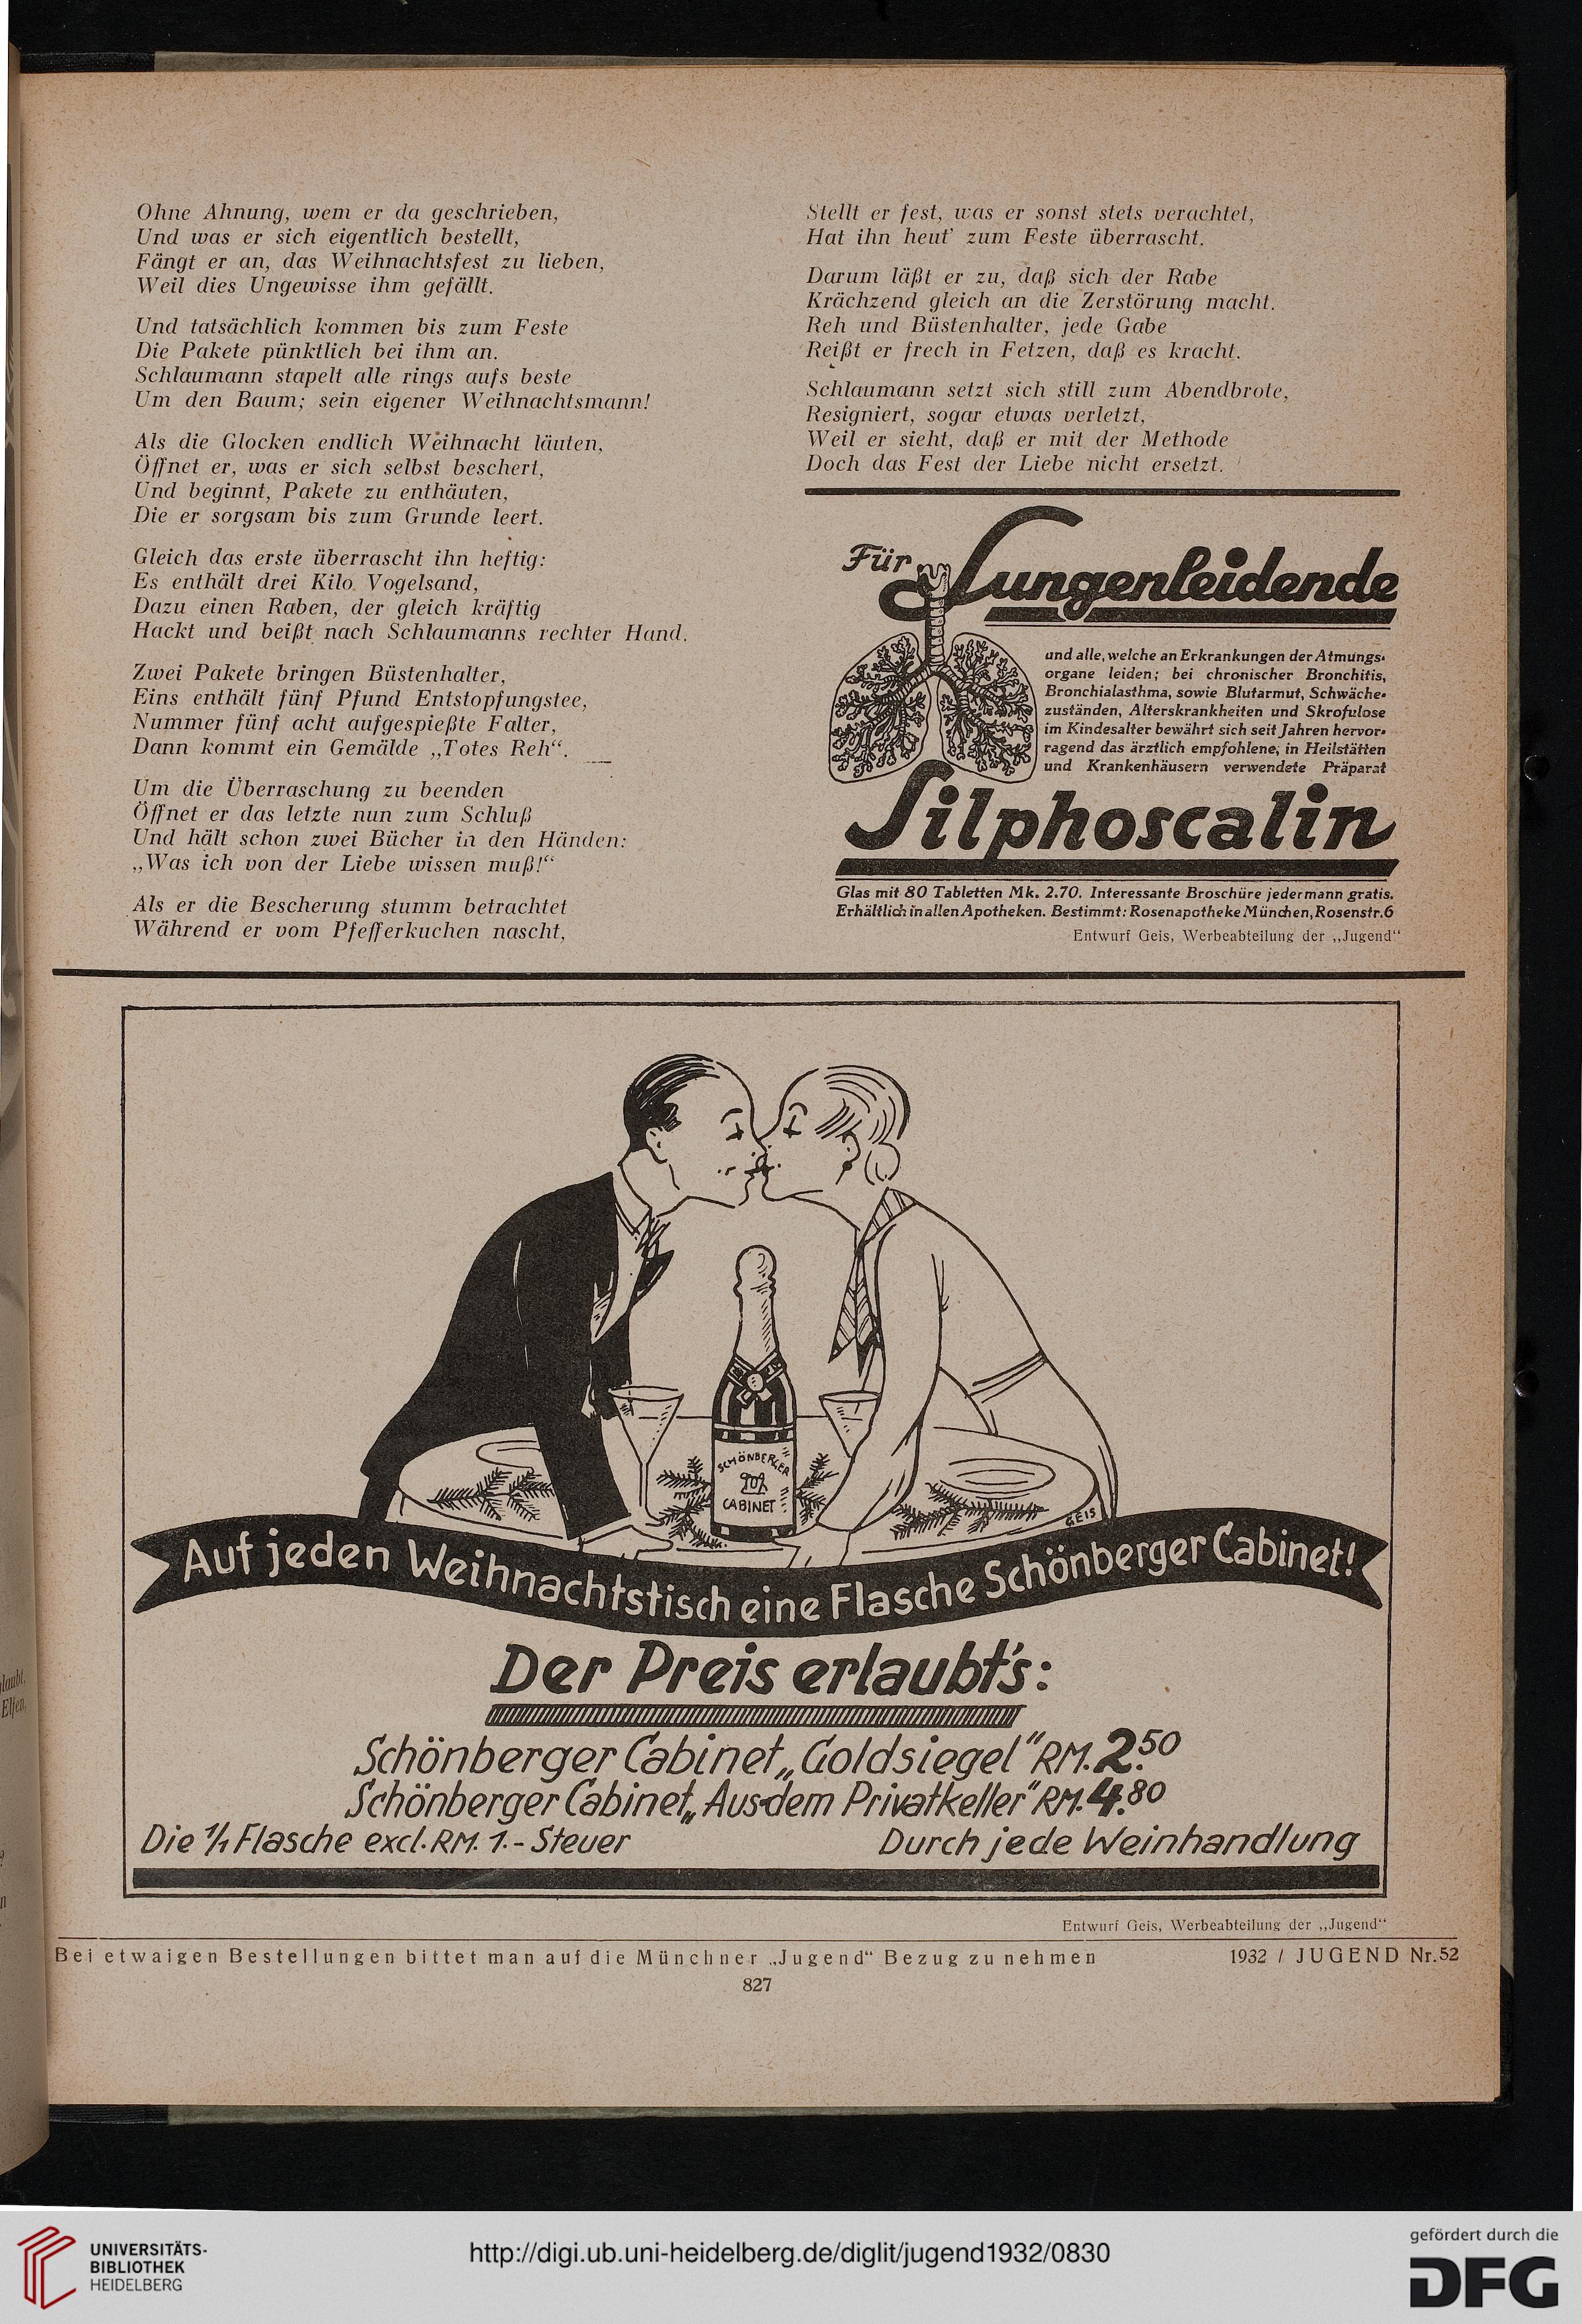 Ohne Ahnung, wem er da geschrieben,
Und was er sich eigentlich bestellt,
Fängt er an, das Weihnachtsfest zu lieben,
Weil dies Ungewisse ihm gefällt.
Und tatsächlich kommen bis zum Feste
Die Pakete pünktlich bei ihm an.
Schlaumann stapelt alle rings aufs beste
Um den Baum; sein eigener Weihnachtsmann!
Als die Glocken endlich Weihnacht läuten,
Öffnet er, was er sich selbst beschert,
Und beginnt, Pakete zu enthäuten,
Die er sorgsam bis zum Grunde leert.
Gleich das erste überrascht ihn heftig:
Es enthält drei Kilo Vogelsand,
Dazu einen Raben, der gleich kräftig
Hackt und beißt nach Schlaumanns rechter Hand.
Zwei Pakete bringen Büstenhalter,
Eins enthält fünf Pfund Entstopfungstee,
Nummer fünf acht aufgespießte Falter,
Dann kommt ein Gemälde „Totes Reh“.
Um die Überraschung zu beenden
Öffnet er das letzte nun zum Schluß
Und hält schon zwei Bücher in den Händen:
„Was ich von der Liebe wissen muß!“
Als er die Bescherung stumm betrachtet
Während er vom Pfefferkuchen nascht,
Stellt er fest, was er sonst stets verachtet,
Hat ihn heut' zum Feste überrascht.
Darum läßt er zu, daß sich der Rabe
Krächzend gleich an die Zerstörung macht.
Reh und Büstenhalter, jede Gabe
Reißt er frech in Fetzen, daß es kracht.
Schlaumann setzt sich still zum Abendbrote,
Resigniert, sogar etwas verletzt,
Weil er sieht, daß er mit der Methode
Doch das Fest der Liebe nicht ersetzt.
Für Lungenleidende
und alle, welche an Erkrankungen der Atmungs-
organe leiden; bei chronischer Bronchitis,
Bronchialasthma, sowie Blutarmut, Schwäche-
zuständen, Alterskrankheiten und Skrofulose
im Kindesalter bewährt sich seit Jahren hervor-
ragend das ärztlich empfohlene, in Heilstätten
und Krankenhäusern verwendete Präparat
Silphoscalin
Glas mit 80 Tabletten Mk. 2.70. Interessante Broschüre jedermann gratis.
Erhältlich in allen Apotheken. Bestimmt: Rosenapotheke München, Rosenstr. 6
Entwurf Geis, Werbeabteilung der „Jugend“
SCHÖNBERGER
CABINET
GEIS
Auf jeden Weihnachtstisch eine Flasche Schönberger Cabinet!
Der Preis erlaubt's:
Schönberger Cabinet „Goldsiegel“ RM. 2.50
Schönberger Cabinet „Aus dem Privatkeller“ RM. 4.80
Die 1/1 Flasche excl. RM. 1.- Steuer Durch jede Weinhandlung
Entwurf Geis, Werbeabteilung der „Jugend“
Bei etwaigen Bestellungen bittet man auf die Münchner „Jugend“ Bezug zu nehmen 1932 / JUGEND Nr. 52
827
UNIVERSITÄTS-
BIBLIOTHEK
HEIDELBERG
http://digi.ub.uni-heidelberg.de/diglit/jugend1932/0830
gefördert durch die
DFG